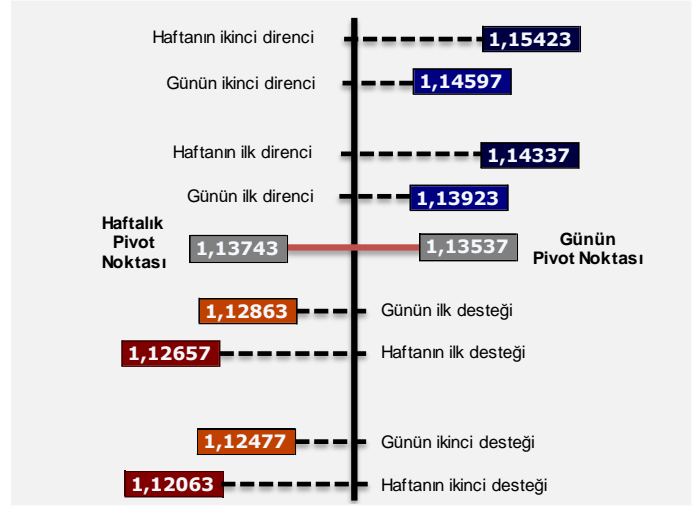 Haftanın ikinci direnci
1,15423
Günün ikinci direnci
1,14597
Haftanın ilk direnci
1,14337
Günün ilk direnci
1,13923
Haftalık
Pivot
Noktası
1,13743
1,13537
Günün
Pivot Noktası
1,12863
Günün ilk desteği
1,12657
Haftanın ilk desteği
1,12477
Günün ikinci desteği
1,12063
Haftanın ikinci desteği